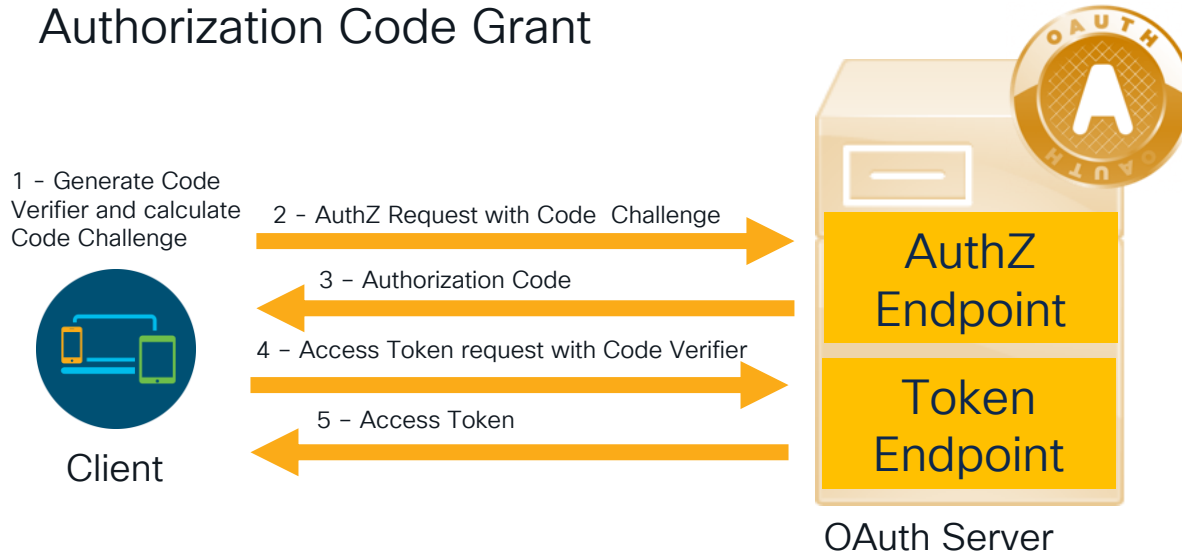 Authorization Code Grant
OAUTH
A
OAUTH
1 - Generate Code
Verifier and calculate
Code Challenge
2 - AuthZ Request with Code Challenge
AuthZ
Endpoint
3 - Authorization Code
4 - Access Token request with Code Verifier
Token
Endpoint
5 - Access Token
Client
OAuth Server